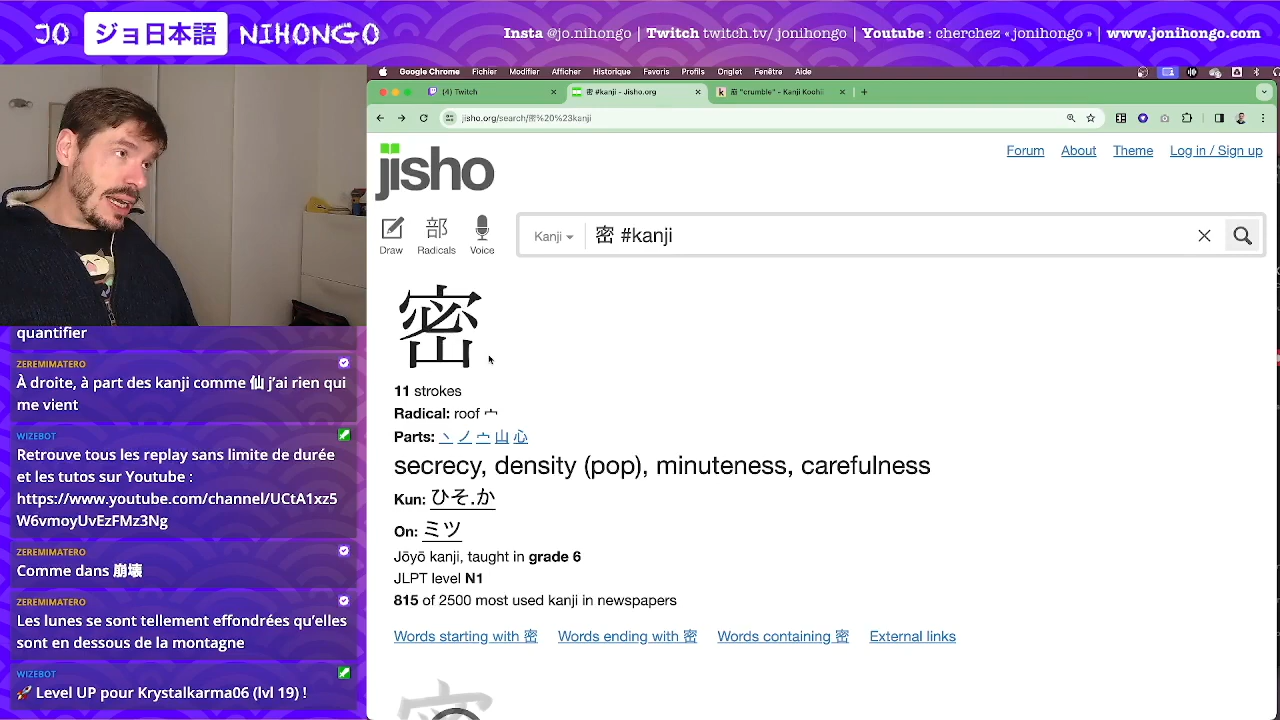 JO ジョ日本語 NIHONGO
Insta @jo.nihongo | Twitch twitch.tv/ jonihongo | Youtube : cherchez « jonihongo » | www.jonihongo.com
Google Chrome Fichier Modifier Afficher Historique Favoris Profils Onglet Fenêtre Aide
(4) Twitch 密 #kanji - Jisho.org 崩 "crumble" - Kanji Koohii
jisho.org/search/密%20%23kanji
Forum About Theme Log in / Sign up
jisho
Draw Radicals Voice
Kanji 密 #kanji
密
11 strokes
Radical: roof 宀
Parts: 丶 ノ 宀 山 心
secrecy, density (pop), minuteness, carefulness
Kun: ひそ.か
On: ミツ
Jōyō kanji, taught in grade 6
JLPT level N1
815 of 2500 most used kanji in newspapers
Words starting with 密 Words ending with 密 Words containing 密 External links
quantifier
ZEREMIMATERO
À droite, à part des kanji comme 仙 j'ai rien qui
me vient
WIZEBOT
Retrouve tous les replay sans limite de durée
et les tutos sur Youtube :
https://www.youtube.com/channel/UCtA1xz5
W6vmoyUvEzFMz3Ng
ZEREMIMATERO
Comme dans 崩壊
ZEREMIMATERO
Les lunes se sont tellement effondrées qu'elles
sont en dessous de la montagne
WIZEBOT
🚀 Level UP pour Krystalkarma06 (lvl 19) !